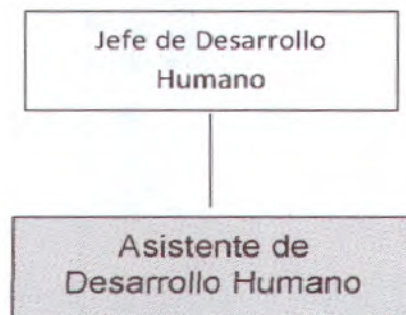 Jefe de Desarrollo
Humano
Asistente de
Desarrollo Humano